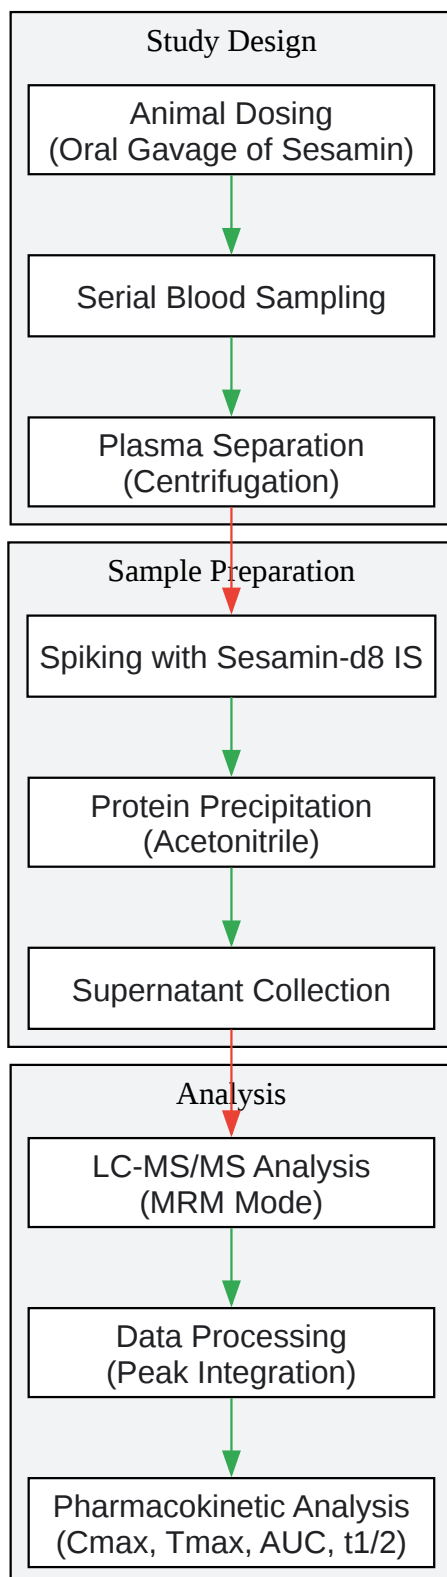 Study Design
Animal Dosing
(Oral Gavage of Sesamin)
Serial Blood Sampling
Plasma Separation
(Centrifugation)
Sample Preparation
Spiking with Sesamin-d8 IS
Protein Precipitation
(Acetonitrile)
Supernatant Collection
Analysis
LC-MS/MS Analysis
(MRM Mode)
Data Processing
(Peak Integration)
Pharmacokinetic Analysis
(Cmax, Tmax, AUC, t1/2)